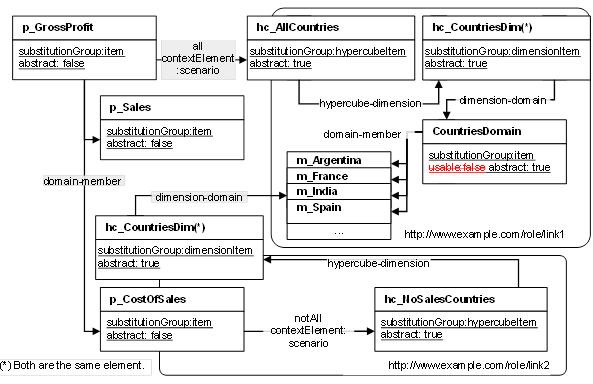 p_GrossProfit
substitutionGroup:item
abstract: false
all
contextElement
:scenario
hc_AllCountries
substitutionGroup:hypercubeItem
abstract: true
hc_CountriesDim(*)
substitutionGroup:dimensionItem
abstract: true
hypercube-dimension
dimension-domain
p_Sales
substitutionGroup:item
abstract: false
domain-member
CountriesDomain
substitutionGroup:item
usable:false abstract: true
m_Argentina
m_France
m_India
m_Spain
...
domain-member
dimension-domain
hc_CountriesDim(*)
substitutionGroup:dimensionItem
abstract: true
http://www.example.com/role/link1
hypercube-dimension
p_CostOfSales
substitutionGroup:item
abstract: false
notAll
contextElement:
scenario
hc_NoSalesCountries
substitutionGroup:hypercubeItem
abstract: true
(*) Both are the same element.
http://www.example.com/role/link2